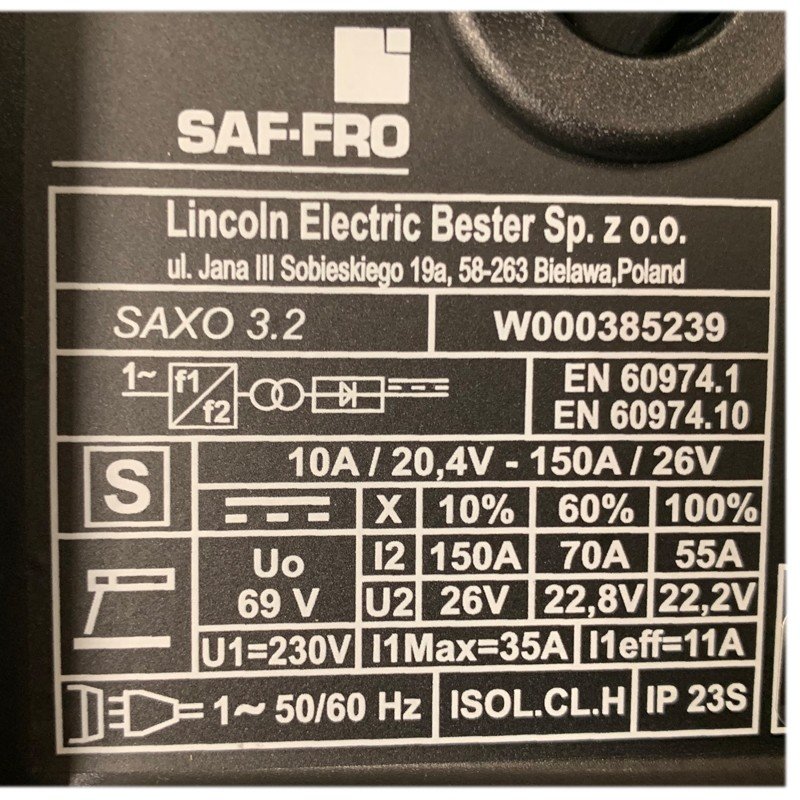 SAF-FRO
Lincoln Electric Bester Sp. z o.o.
ul. Jana III Sobieskiego 19a, 58-263 Bielawa,Poland
SAXO 3.2 W000385239
1~ f1 f2
EN 60974.1
EN 60974.10
S 10A / 20,4V - 150A / 26V
X 10% 60% 100%
Uo 69 V
I2 150A 70A 55A
U2 26V 22,8V 22,2V
U1=230V I1Max=35A I1eff=11A
1~ 50/60 Hz ISOL.CL.H IP 23S